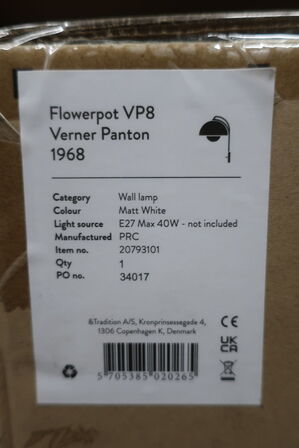 Flowerpot VP8
Verner Panton
1968
Category Wall lamp
Colour Matt White
Light source E27 Max 40W - not included
Manufactured PRC
Item no. 20793101
Qty 1
PO no. 34017
&Tradition A/S, Kronprinsessegade 4,
1306 Copenhagen K, Denmark
CE
UK
CA
5 705385 020265